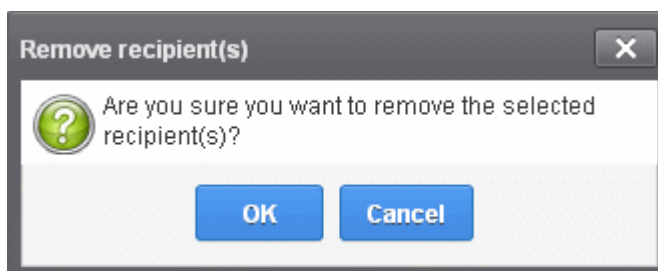 Remove recipient(s)
Are you sure you want to remove the selected
recipient(s)?
OK Cancel